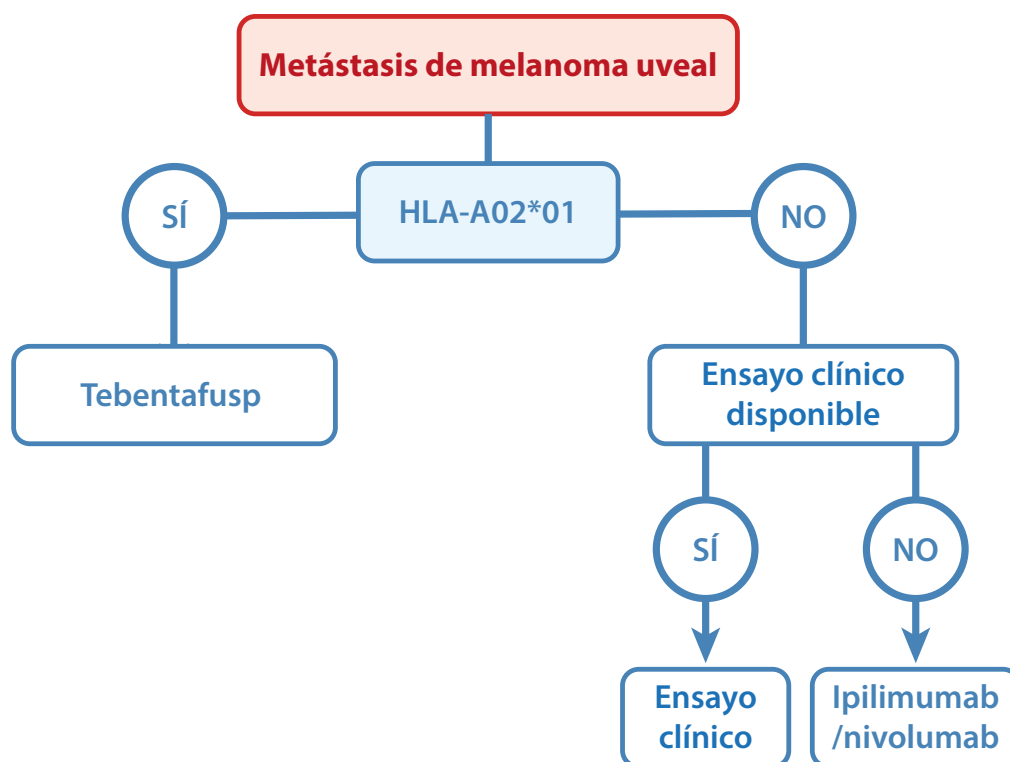 Metástasis de melanoma uveal
SÍ
HLA-A02*01
NO
Tebentafusp
Ensayo clínico
disponible
SÍ
NO
Ensayo
clínico
Ipilimumab
/nivolumab